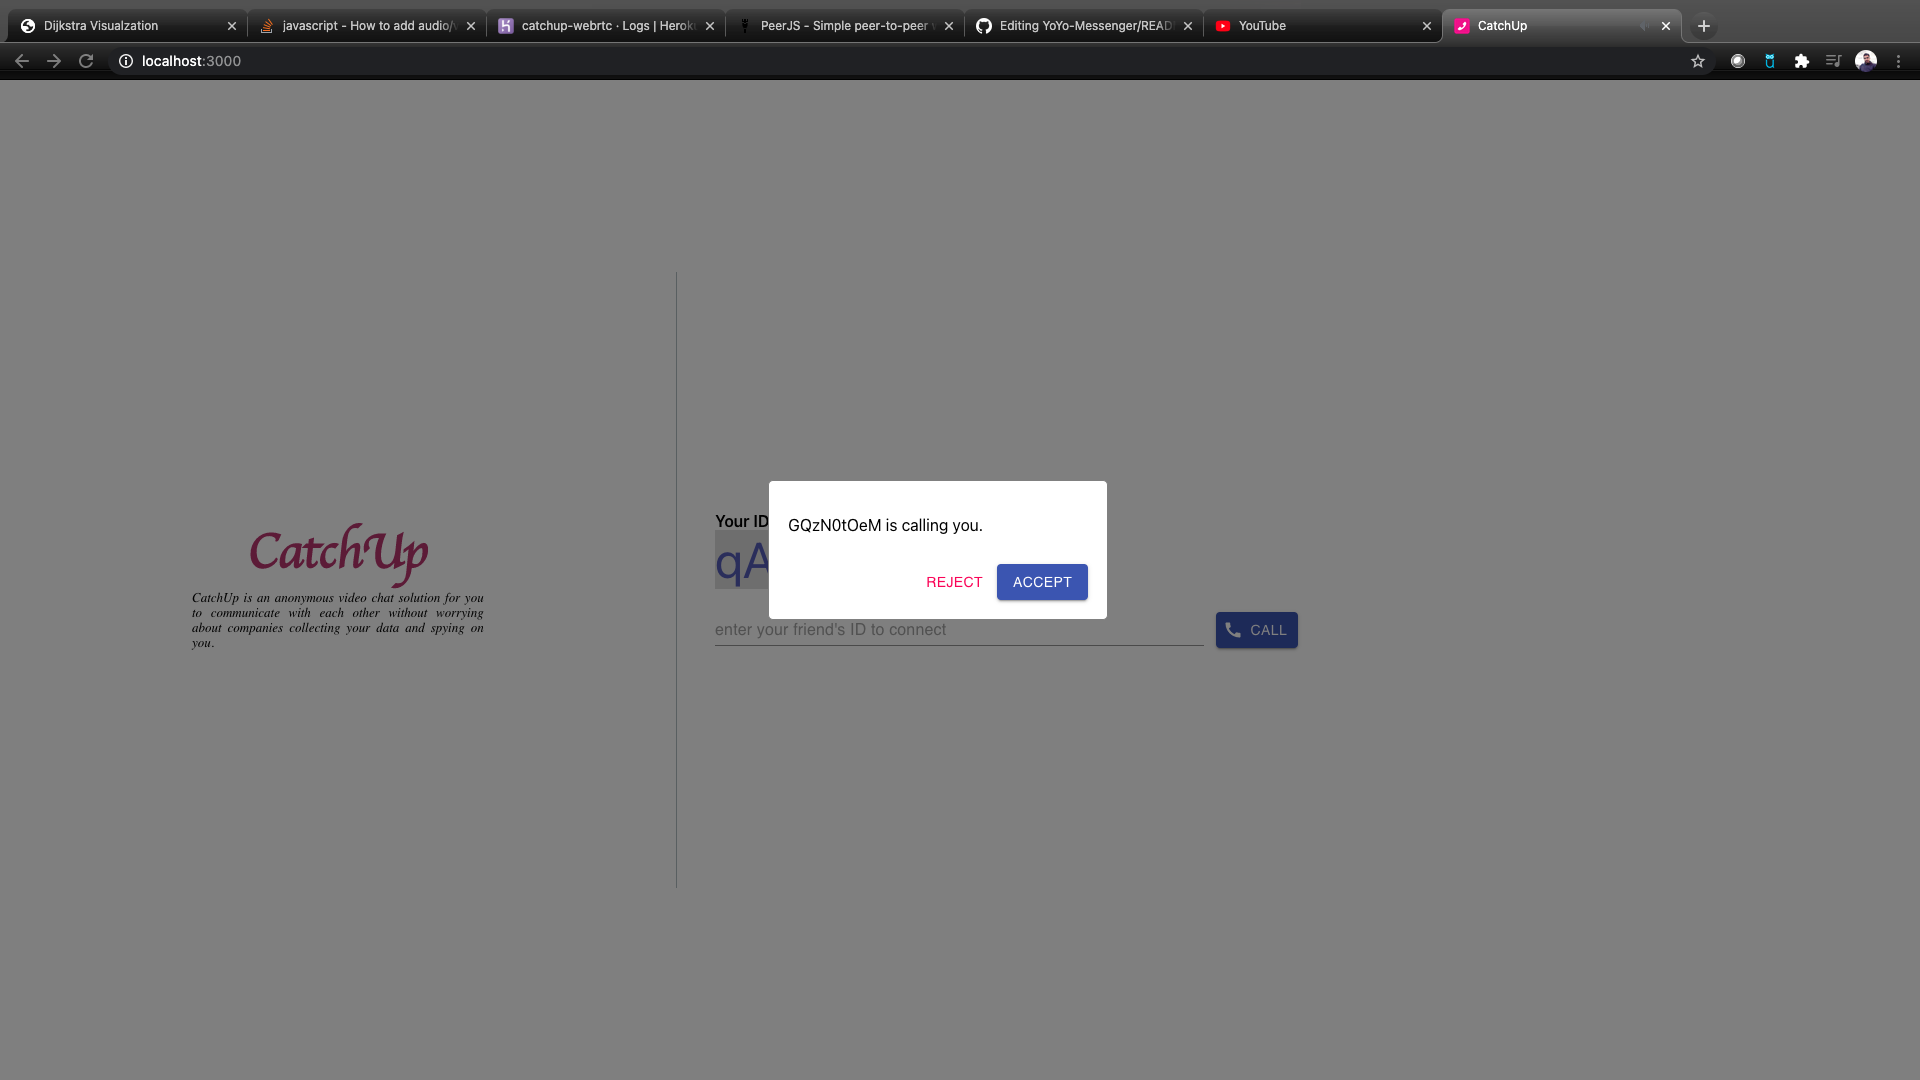 Dijkstra Visualzation
javascript - How to add audio/
catchup-webrtc · Logs | Heroku
PeerJS - Simple peer-to-peer
Editing YoYo-Messenger/READ
YouTube
CatchUp
localhost:3000
CatchUp
CatchUp is an anonymous video chat solution for you
to communicate with each other without worrying
about companies collecting your data and spying on
you.
Your ID
qA
GQzN0tOeM is calling you.
REJECT
ACCEPT
enter your friend's ID to connect
CALL